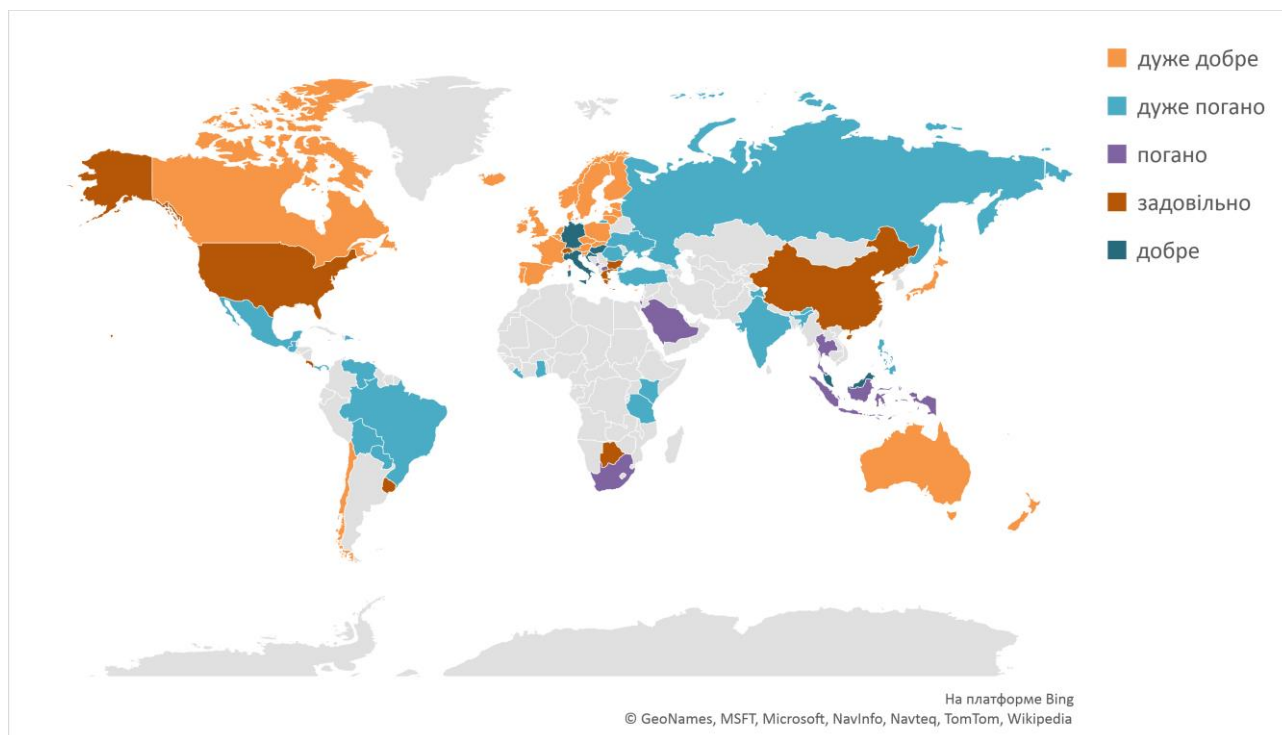 дуже добре
дуже погано
погано
задовільно
добре
На платформе Bing
© GeoNames, MSFT, Microsoft, NavInfo, Navteq, TomTom, Wikipedia